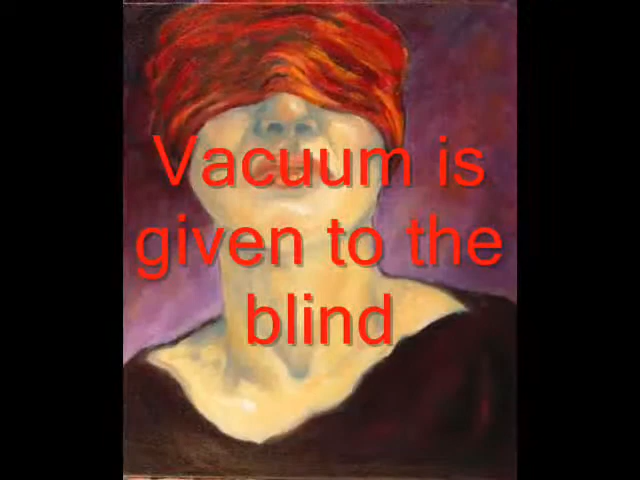 Vacuum is
given to the
blind